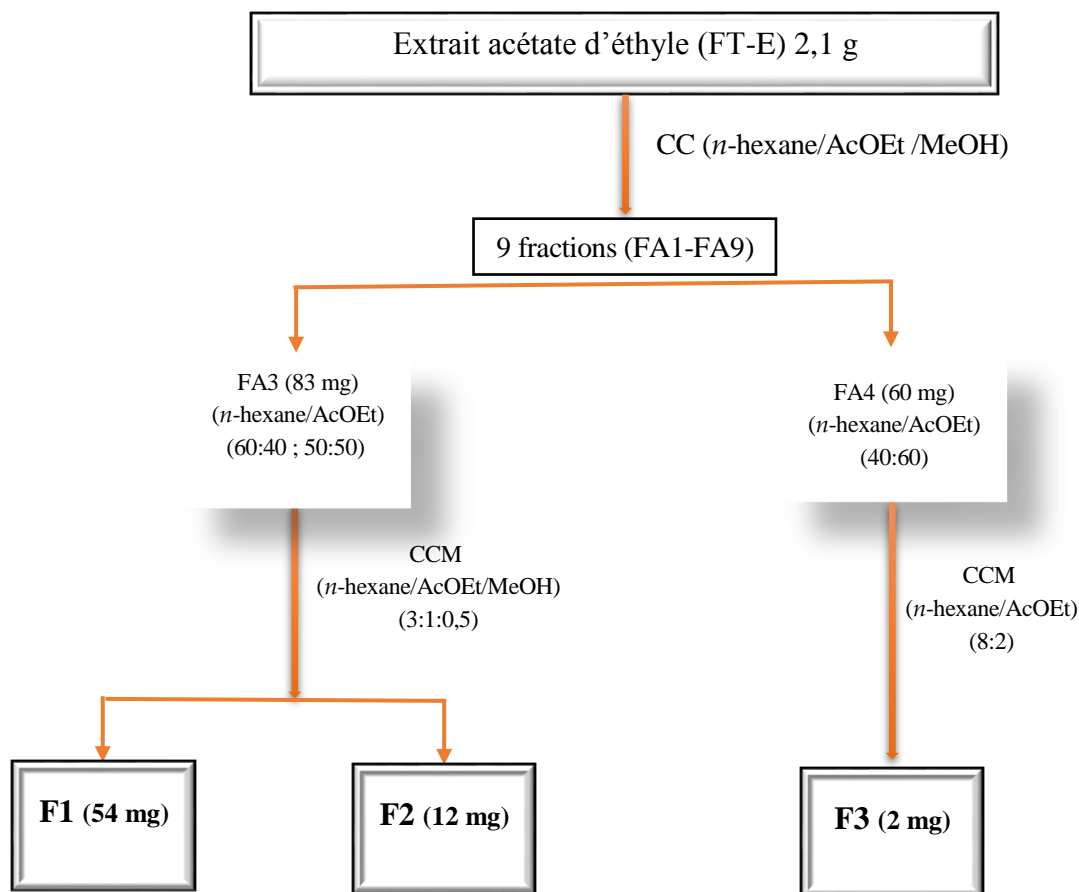 Extrait acétate d'éthyle (FT-E) 2,1 g
CC (n-hexane/AcOEt /MeOH)
9 fractions (FA1-FA9)
FA3 (83 mg)
(n-hexane/AcOEt)
(60:40 ; 50:50)
FA4 (60 mg)
(n-hexane/AcOEt)
(40:60)
CCM
(n-hexane/AcOEt/MeOH)
(3:1:0,5)
CCM
(n-hexane/AcOEt)
(8:2)
F1 (54 mg)
F2 (12 mg)
F3 (2 mg)